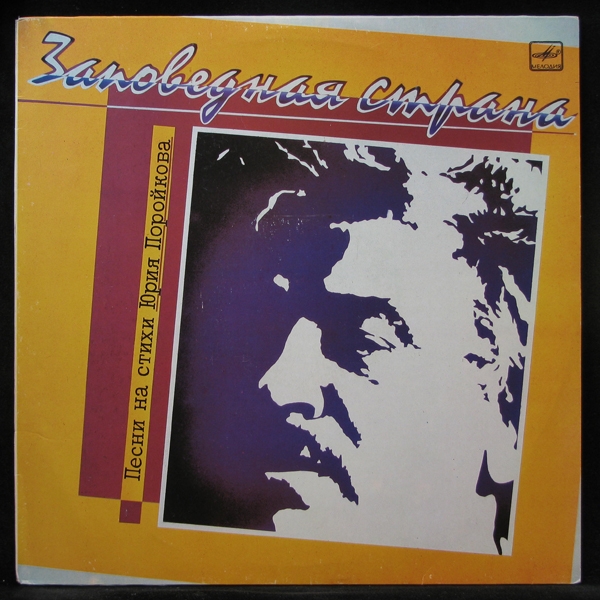 Заповедная страна
МЕЛОДИЯ
Песни на стихи Юрия Поройкова